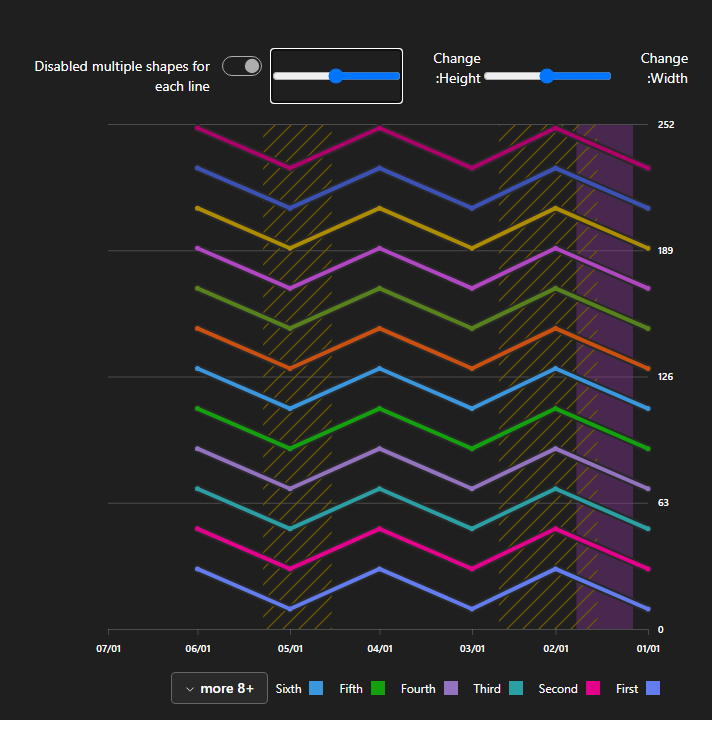 Disabled multiple shapes for
each line
Change
:Height
Change
:Width
252
189
126
63
0
07/01 06/01 05/01 04/01 03/01 02/01 01/01
more 8+ Sixth Fifth Fourth Third Second First